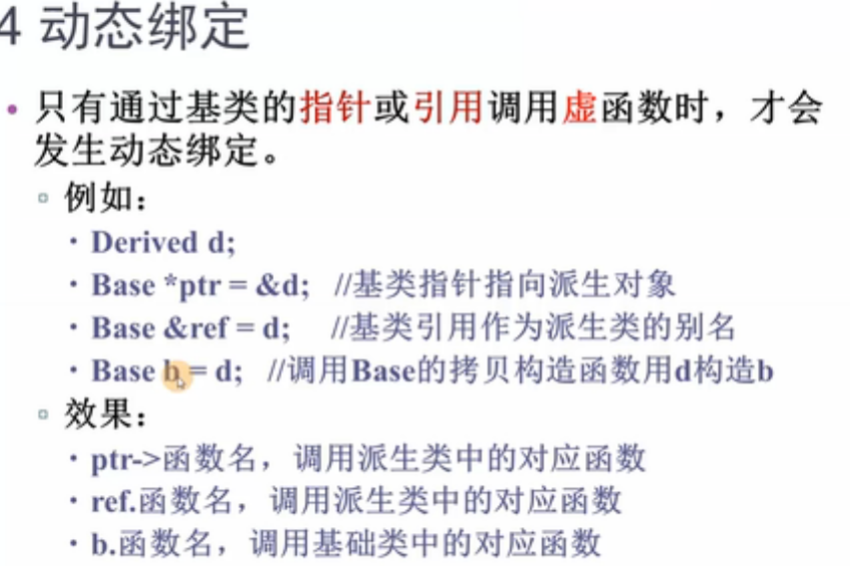 4 动态绑定
• 只有通过基类的指针或引用调用虚函数时，才会
发生动态绑定。
▫ 例如：
• Derived d;
• Base *ptr = &d; //基类指针指向派生对象
• Base &ref = d; //基类引用作为派生类的别名
• Base b = d; //调用Base的拷贝构造函数用d构造b
▫ 效果：
• ptr->函数名，调用派生类中的对应函数
• ref.函数名，调用派生类中的对应函数
• b.函数名，调用基础类中的对应函数